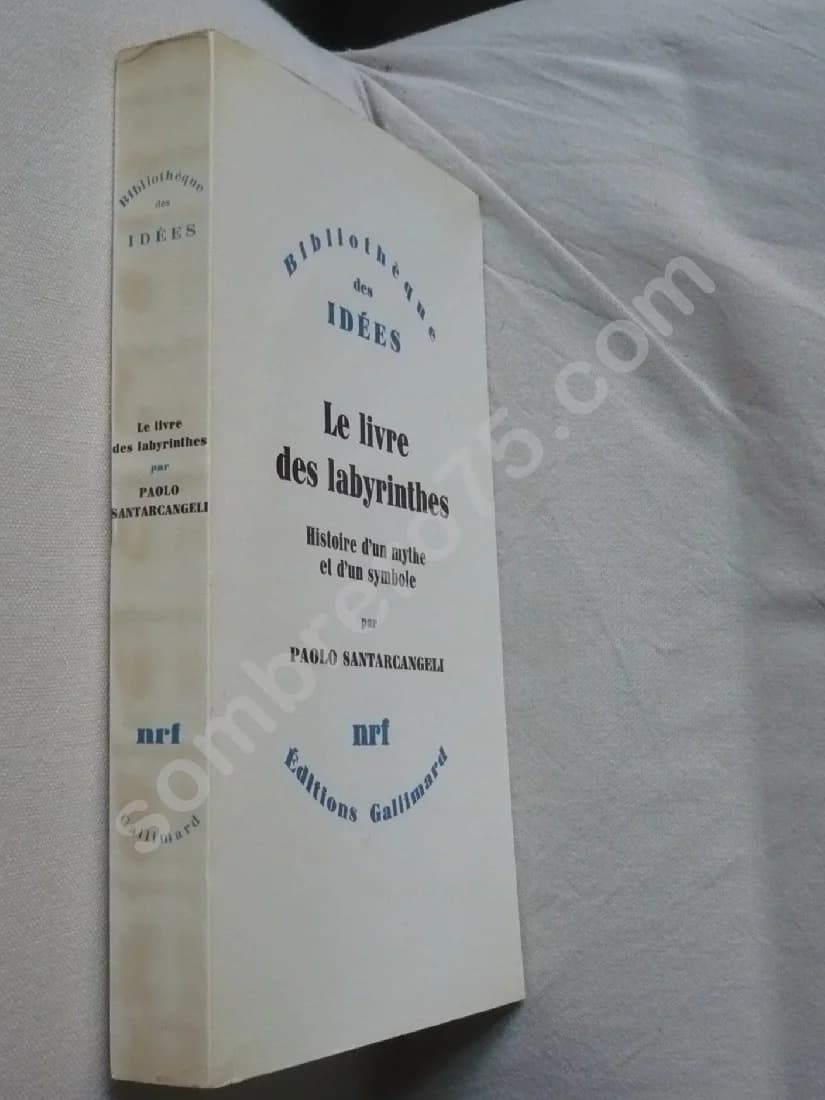 Bibliothèque
des
IDÉES
Le livre
des labyrinthes
par
PAOLO
SANTARCANGELI
nrf
Gallimard
Bibliothèque
des
IDÉES
Le livre
des labyrinthes
Histoire d'un mythe
et d'un symbole
par
PAOLO SANTARCANGELI
nrf
Éditions Gallimard
sombrero75.com